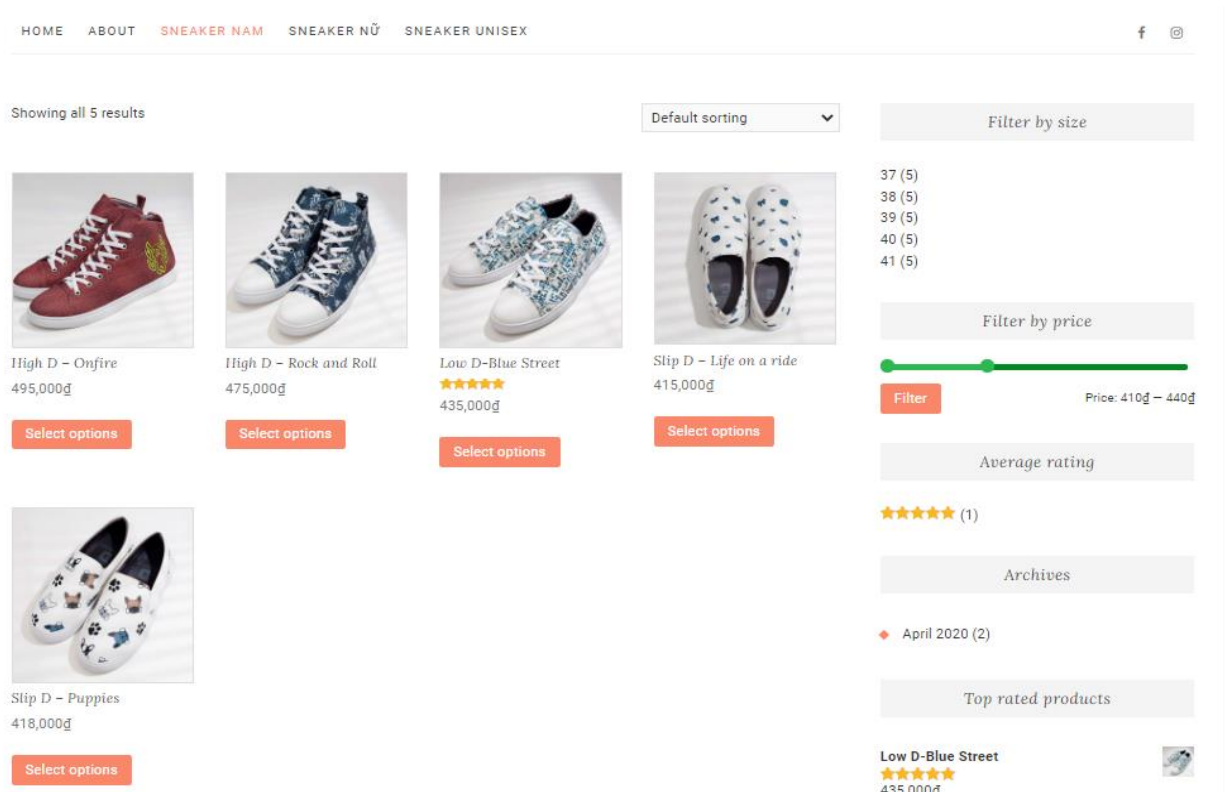 HOME ABOUT SNEAKER NAM SNEAKER NỮ SNEAKER UNISEX
Showing all 5 results
Default sorting
High D – Onfire
495,000₫
Select options
High D – Rock and Roll
475,000₫
Select options
Low D-Blue Street
435,000₫
Select options
Slip D – Life on a ride
415,000₫
Select options
Slip D – Puppies
418,000₫
Select options
Filter by size
37 (5)
38 (5)
39 (5)
40 (5)
41 (5)
Filter by price
Filter
Price: 410₫ — 440₫
Average rating
(1)
Archives
April 2020 (2)
Top rated products
Low D-Blue Street
435,000₫